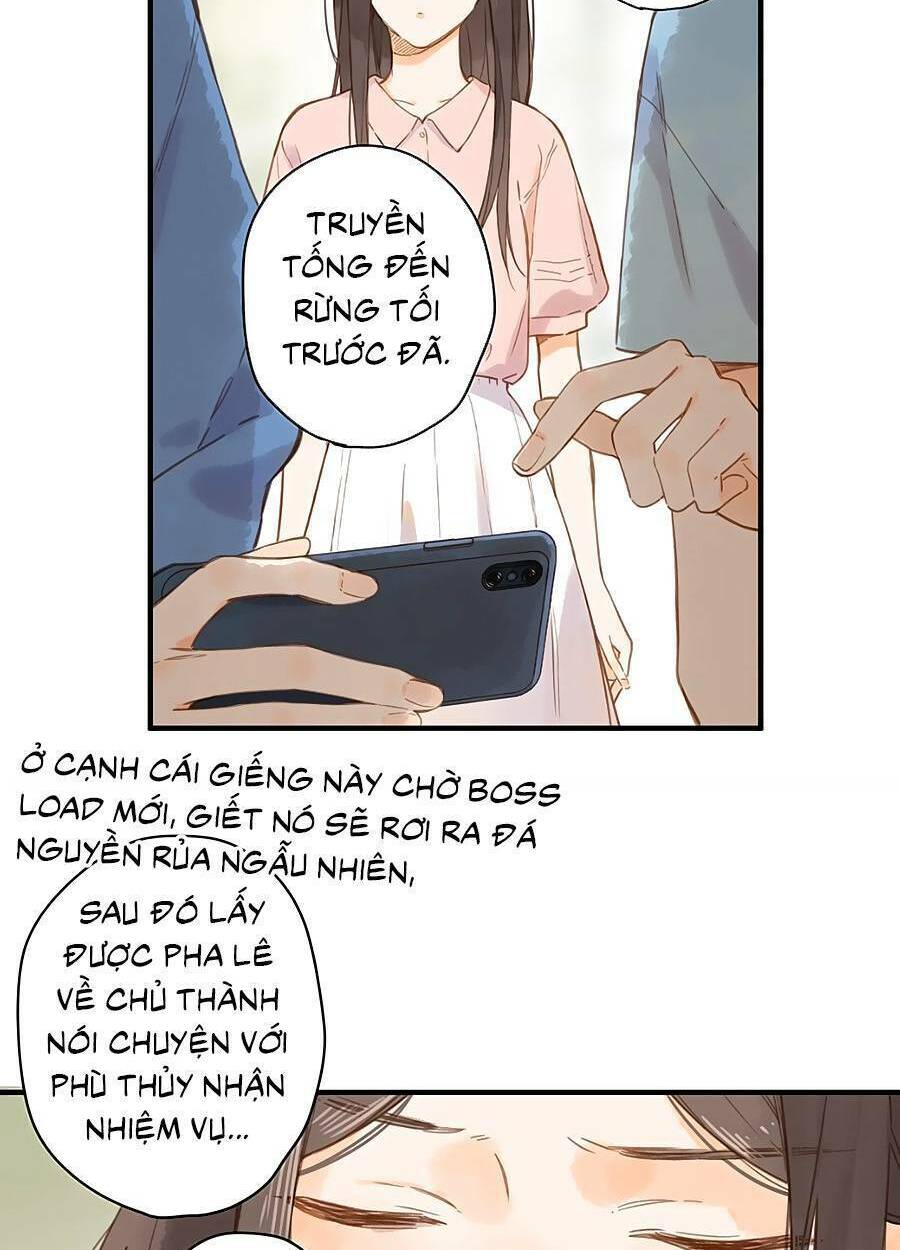 TRUYỀN
TỐNG ĐẾN
RỪNG TỐI
TRƯỚC ĐÃ.
Ở CẠNH CÁI GIẾNG NÀY CHỜ BOSS
LOAD MỚI, GIẾT NÓ SẼ RƠI RA ĐÁ
NGUYỀN RỦA NGẪU NHIÊN,
SAU ĐÓ LẤY
ĐƯỢC PHA LÊ
VỀ CHỦ THÀNH
NÓI CHUYỆN VỚI
PHÙ THỦY NHẬN
NHIỆM VỤ...